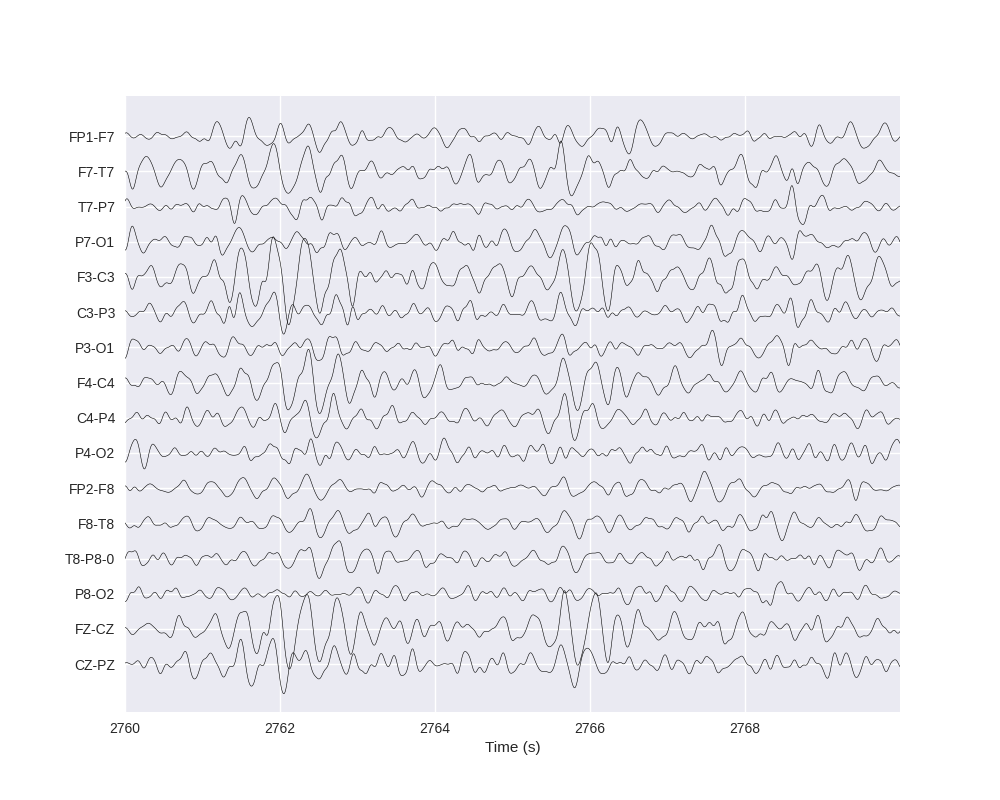 FP1-F7
F7-T7
T7-P7
P7-O1
F3-C3
C3-P3
P3-O1
F4-C4
C4-P4
P4-O2
FP2-F8
F8-T8
T8-P8-0
P8-O2
FZ-CZ
CZ-PZ
2760 2762 2764 2766 2768
Time (s)